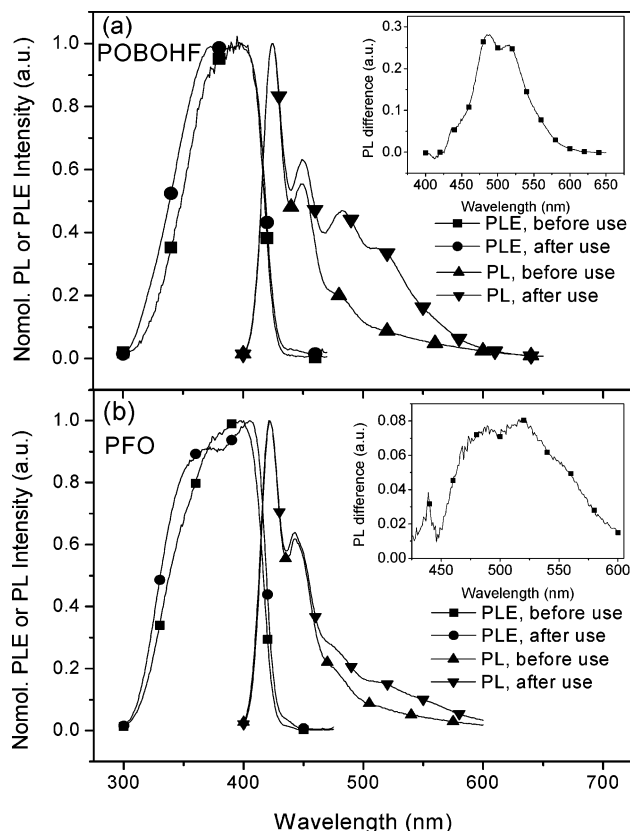 (a)
POBOHF
Nomol. PL or PLE Intensity (a.u.)
1.0
0.8
0.6
0.4
0.2
0.0
PL difference (a.u.)
0.3
0.2
0.1
0.0
400 450 500 550 600 650
Wavelength (nm)
PLE, before use
PLE, after use
PL, before use
PL, after use
(b)
PFO
Nomol. PLE or PL Intensity (a.u.)
1.0
0.8
0.6
0.4
0.2
0.0
PL difference (a.u.)
0.08
0.06
0.04
0.02
0.00
450 500 550 600
Wavelength (nm)
PLE, before use
PLE, after use
PL, before use
PL, after use
300 400 500 600 700
Wavelength (nm)